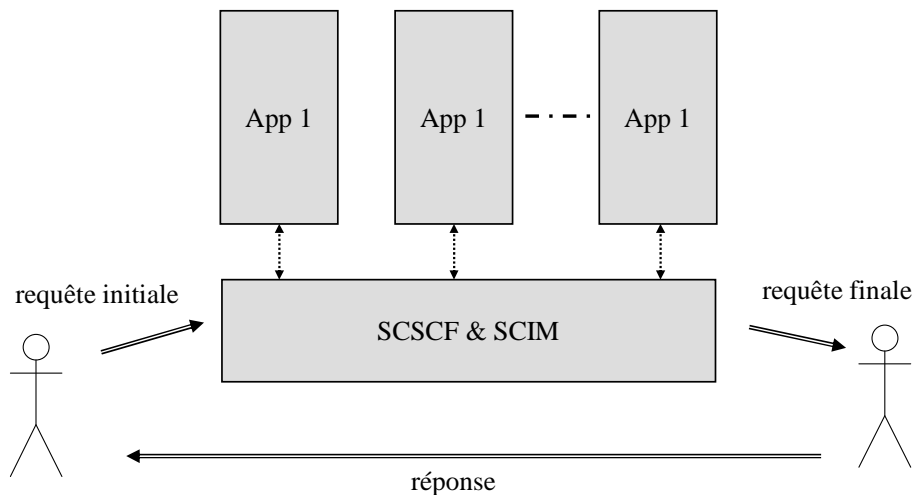 App 1
App 1
App 1
requête initiale
requête finale
SCSCF & SCIM
réponse